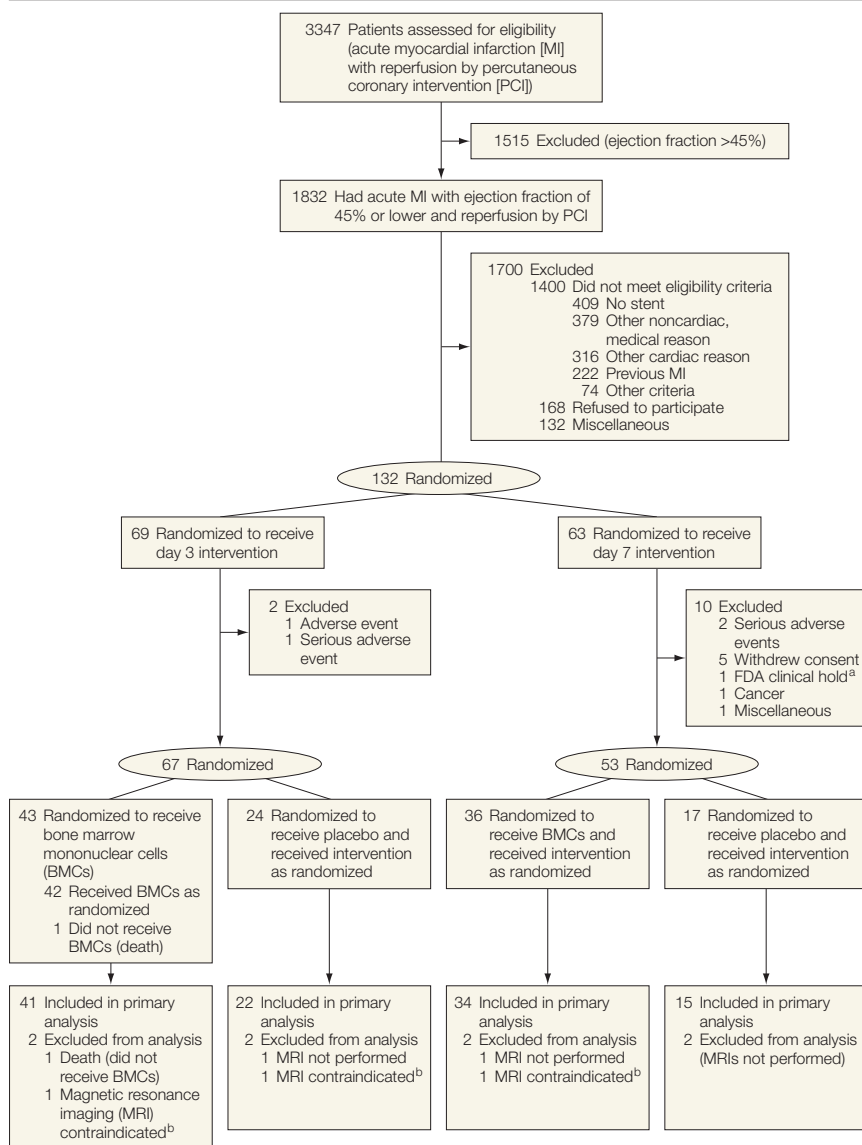 3347 Patients assessed for eligibility
(acute myocardial infarction [MI]
with reperfusion by percutaneous
coronary intervention [PCI])
1515 Excluded (ejection fraction >45%)
1832 Had acute MI with ejection fraction of
45% or lower and reperfusion by PCI
1700 Excluded
1400 Did not meet eligibility criteria
409 No stent
379 Other noncardiac,
medical reason
316 Other cardiac reason
222 Previous MI
74 Other criteria
168 Refused to participate
132 Miscellaneous
132 Randomized
69 Randomized to receive
day 3 intervention
63 Randomized to receive
day 7 intervention
2 Excluded
1 Adverse event
1 Serious adverse
event
10 Excluded
2 Serious adverse
events
5 Withdrew consent
1 FDA clinical hold a
1 Cancer
1 Miscellaneous
67 Randomized
53 Randomized
43 Randomized to receive
bone marrow
mononuclear cells
(BMCs)
42 Received BMCs as
randomized
1 Did not receive
BMCs (death)
24 Randomized to
receive placebo and
received intervention
as randomized
36 Randomized to
receive BMCs and
received intervention
as randomized
17 Randomized to
receive placebo and
received intervention
as randomized
41 Included in primary
analysis
2 Excluded from analysis
1 Death (did not
receive BMCs)
1 Magnetic resonance
imaging (MRI)
contraindicated b
22 Included in primary
analysis
2 Excluded from analysis
1 MRI not performed
1 MRI contraindicated b
34 Included in primary
analysis
2 Excluded from analysis
1 MRI not performed
1 MRI contraindicated b
15 Included in primary
analysis
2 Excluded from analysis
(MRIs not performed)